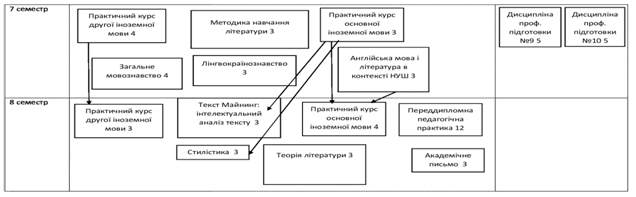 7 семестр
Практичний курс
другої іноземної
мови 4
Методика навчання
літератури 3
Практичний курс
основної
іноземної мови 3
Дисципліна
проф.
підготовки
№9 5
Дисципліна
проф.
підготовки
№10 5
Загальне
мовознавство 4
Лінгвокраїнознавство
3
Англійська мова і
література в
контексті НУШ 3
8 семестр
Практичний курс
другої іноземної
мови 3
Текст Майнинг:
інтелектуальний
аналіз тексту 3
Практичний курс
основної
іноземної мови 4
Переддипломна
педагогічна
практика 12
Стилістика 3
Теорія літератури 3
Академічне
письмо 3